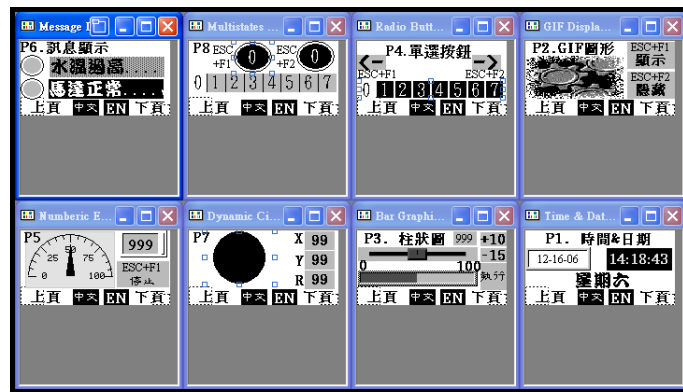 Message I
P6.訊息顯示
水溫過高....
馬達正常....
上頁 中文 EN 下頁
Multistates ...
P8 ESC +F1 0 ESC +F2 0
0 1 2 3 4 5 6 7
上頁 中文 EN 下頁
Radio Butt...
P4.單選按鈕
<- ->
ESC+F1 ESC+F2
0 1 2 3 4 5 6 7
上頁 中文 EN 下頁
GIF Displa...
P2.GIF圖形 ESC+F1
顯示
ESC+F2
隱藏
上頁 中文 EN 下頁
Numberic E...
P5 999
0 25 50 75 100
ESC+F1
停止
上頁 中文 EN 下頁
Dynamic Ci...
P7 X 99
Y 99
R 99
上頁 中文 EN 下頁
Bar Graphi...
P3. 柱狀圖 999 +10
-15
0 100
上頁 中文 EN 下頁
Time & Dat...
P1. 時間&日期
12-16-06 14:18:43
星期六
上頁 中文 EN 下頁